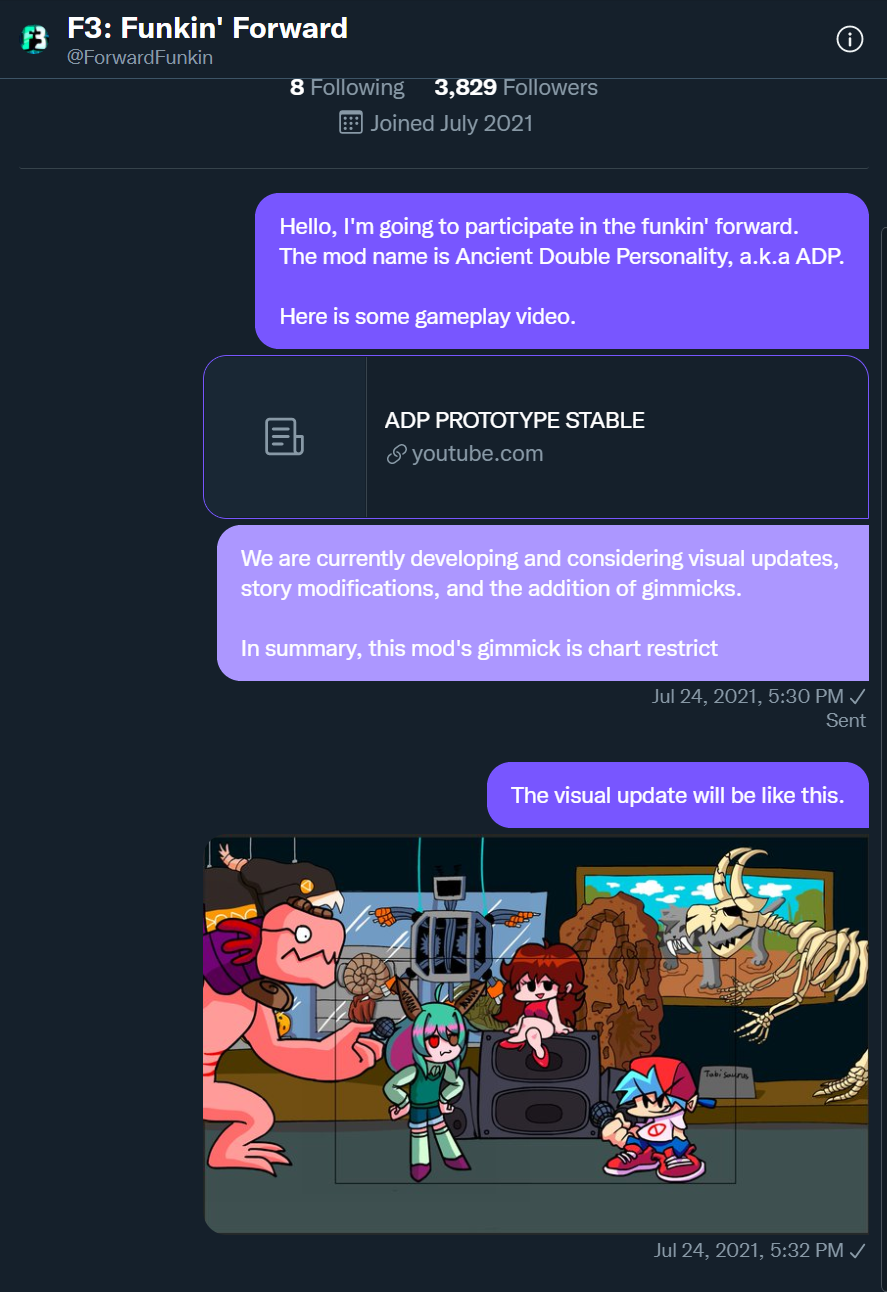 F3: Funkin' Forward
@ForwardFunkin
8 Following 3,829 Followers
Joined July 2021
Hello, I'm going to participate in the funkin' forward.
The mod name is Ancient Double Personality, a.k.a ADP.
Here is some gameplay video.
ADP PROTOTYPE STABLE
youtube.com
We are currently developing and considering visual updates,
story modifications, and the addition of gimmicks.
In summary, this mod's gimmick is chart restrict
Jul 24, 2021, 5:30 PM ✓
Sent
The visual update will be like this.
Tabisaurus
Jul 24, 2021, 5:32 PM ✓